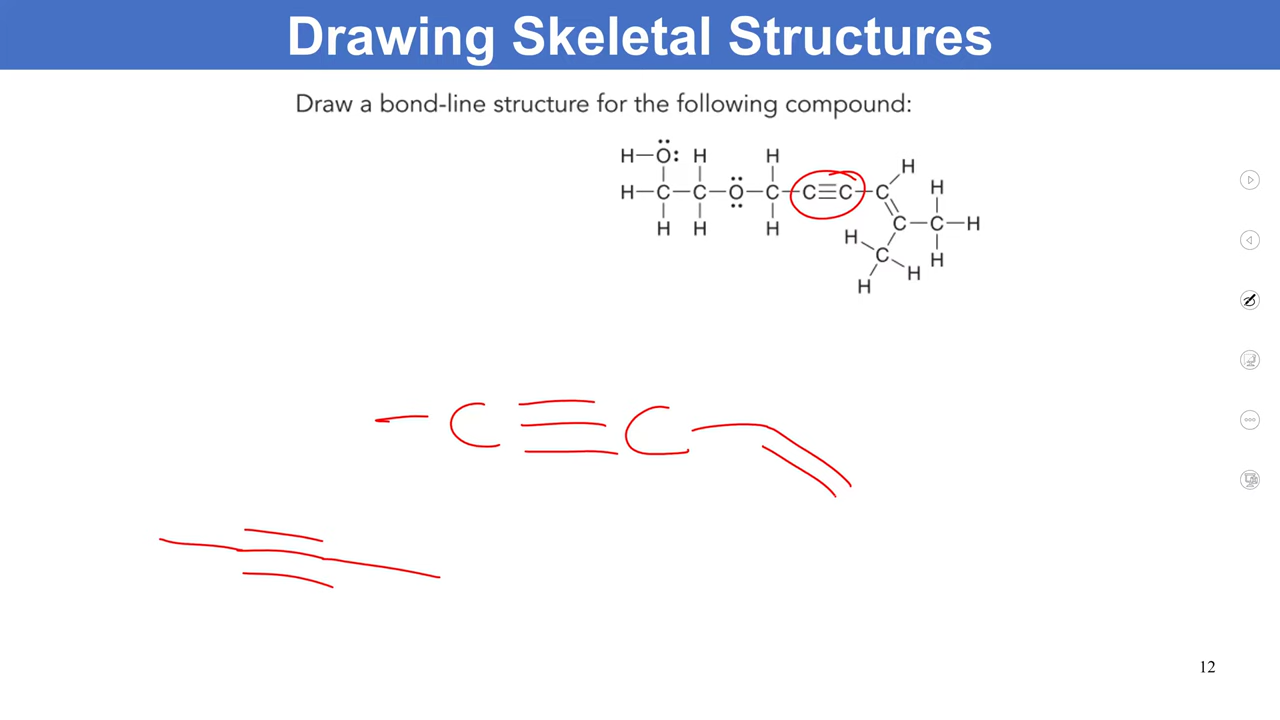 Drawing Skeletal Structures
Draw a bond-line structure for the following compound:
H—Ö: H H H
H—C—C—Ö—C—C≡C—C H
H H H C—C—H
H C H
H H
— C ≡ C
12